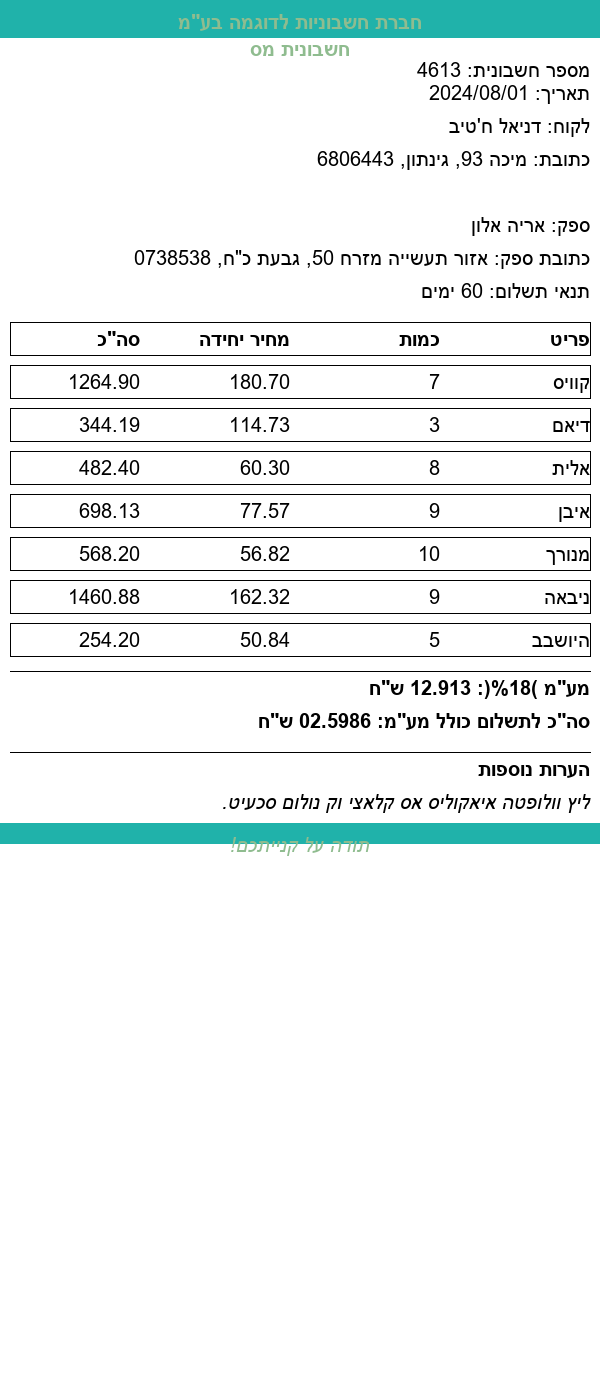 חברת חשבוניות לדוגמה בע"מ
חשבונית מס
מספר חשבונית: 4613
תאריך: 2024/08/01
לקוח: דניאל ח'טיב
כתובת: מיכה 93, גינתון, 6806443
ספק: אריה אלון
כתובת ספק: אזור תעשייה מזרח 50, גבעת כ"ח, 0738538
תנאי תשלום: 60 ימים
פריט כמות מחיר יחידה סה"כ
קוויס 7 180.70 1264.90
דיאם 3 114.73 344.19
אלית 8 60.30 482.40
איבן 9 77.57 698.13
מנורך 10 56.82 568.20
ניבאה 9 162.32 1460.88
היושבב 5 50.84 254.20
מע"מ )18%(: 12.913 ש"ח
סה"כ לתשלום כולל מע"מ: 02.5986 ש"ח
הערות נוספות
ליץ וולופטה איאקוליס אס קלאצי וק נולום סכעיט.
תודה על קנייתכם!